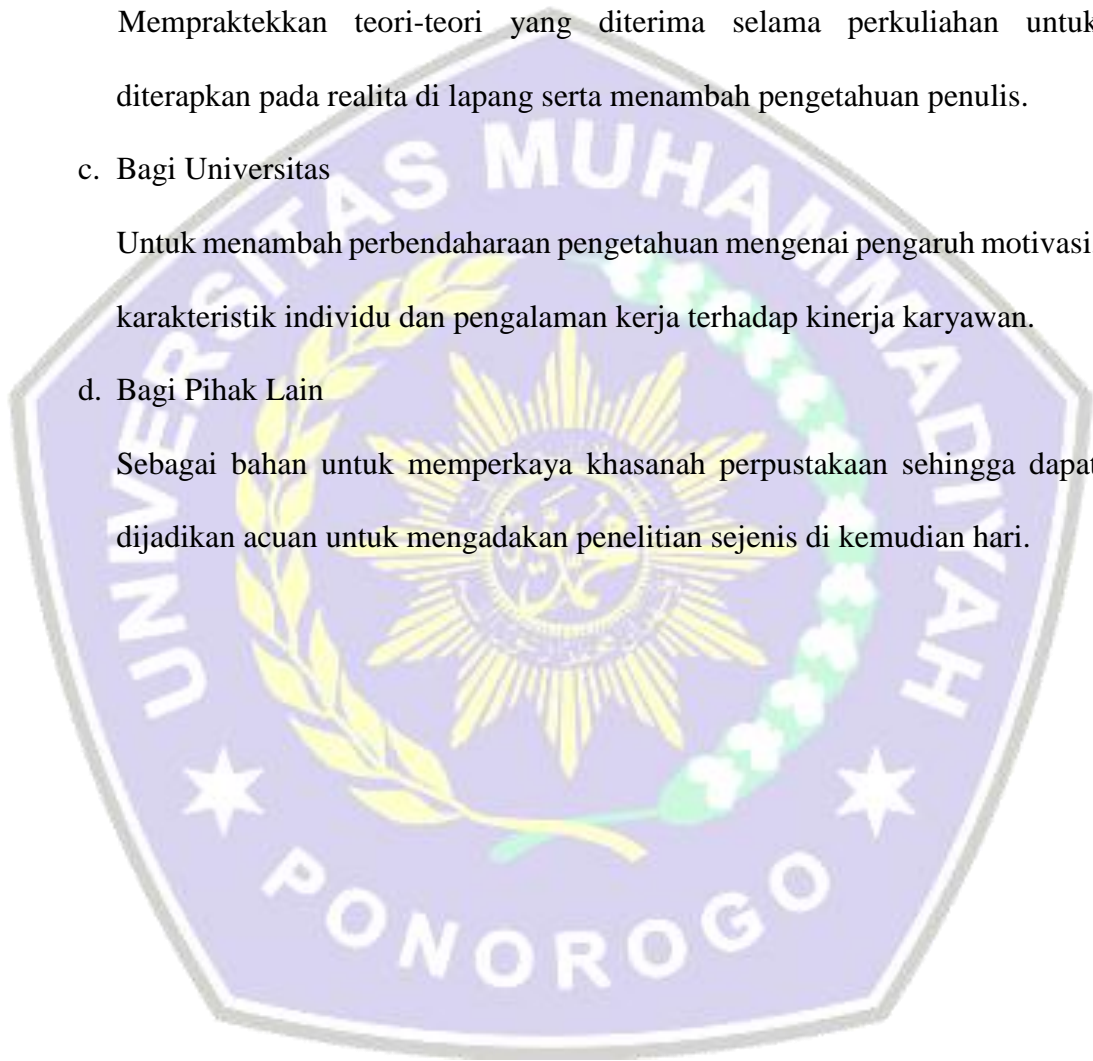 Mempraktekkan teori-teori yang diterima selama perkuliahan untuk
diterapkan pada realita di lapang serta menambah pengetahuan penulis.
c. Bagi Universitas
Untuk menambah perbendaharaan pengetahuan mengenai pengaruh motivasi
karakteristik individu dan pengalaman kerja terhadap kinerja karyawan.
d. Bagi Pihak Lain
Sebagai bahan untuk memperkaya khasanah perpustakaan sehingga dapat
dijadikan acuan untuk mengadakan penelitian sejenis di kemudian hari.
UNIVERSITAS MUHAMMADIYAH
PONOROGO